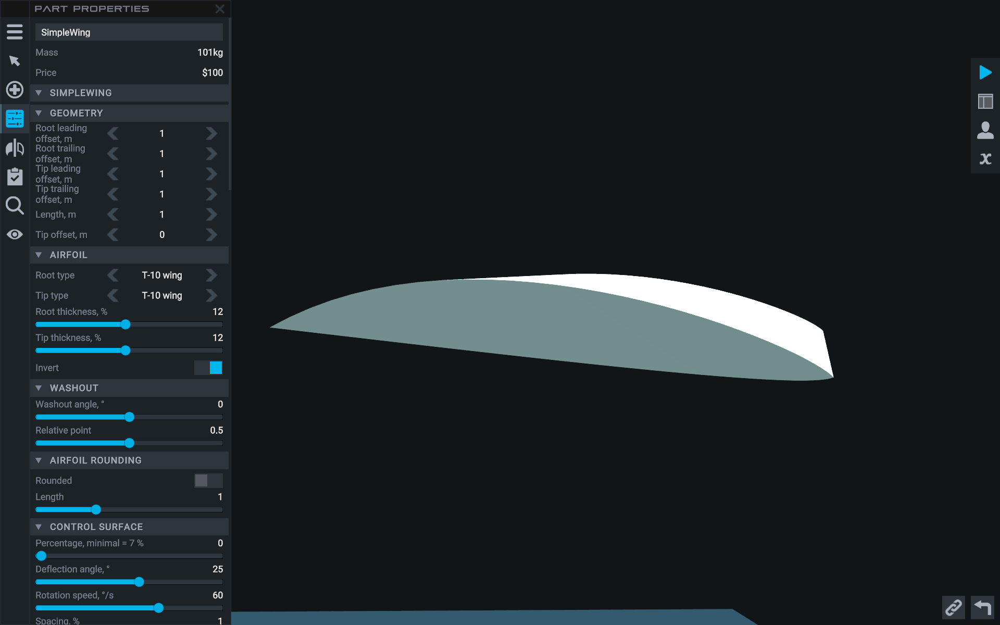 PART PROPERTIES
SimpleWing
Mass 101kg
Price $100
SIMPLEWING
GEOMETRY
Root leading offset, m 1
Root trailing offset, m 1
Tip leading offset, m 1
Tip trailing offset, m 1
Length, m 1
Tip offset, m 0
AIRFOIL
Root type T-10 wing
Tip type T-10 wing
Root thickness, % 12
Tip thickness, % 12
Invert
WASHOUT
Washout angle, ° 0
Relative point 0.5
AIRFOIL ROUNDING
Rounded
Length 1
CONTROL SURFACE
Percentage, minimal = 7 % 0
Deflection angle, ° 25
Rotation speed, °/s 60
Spacing, % 1